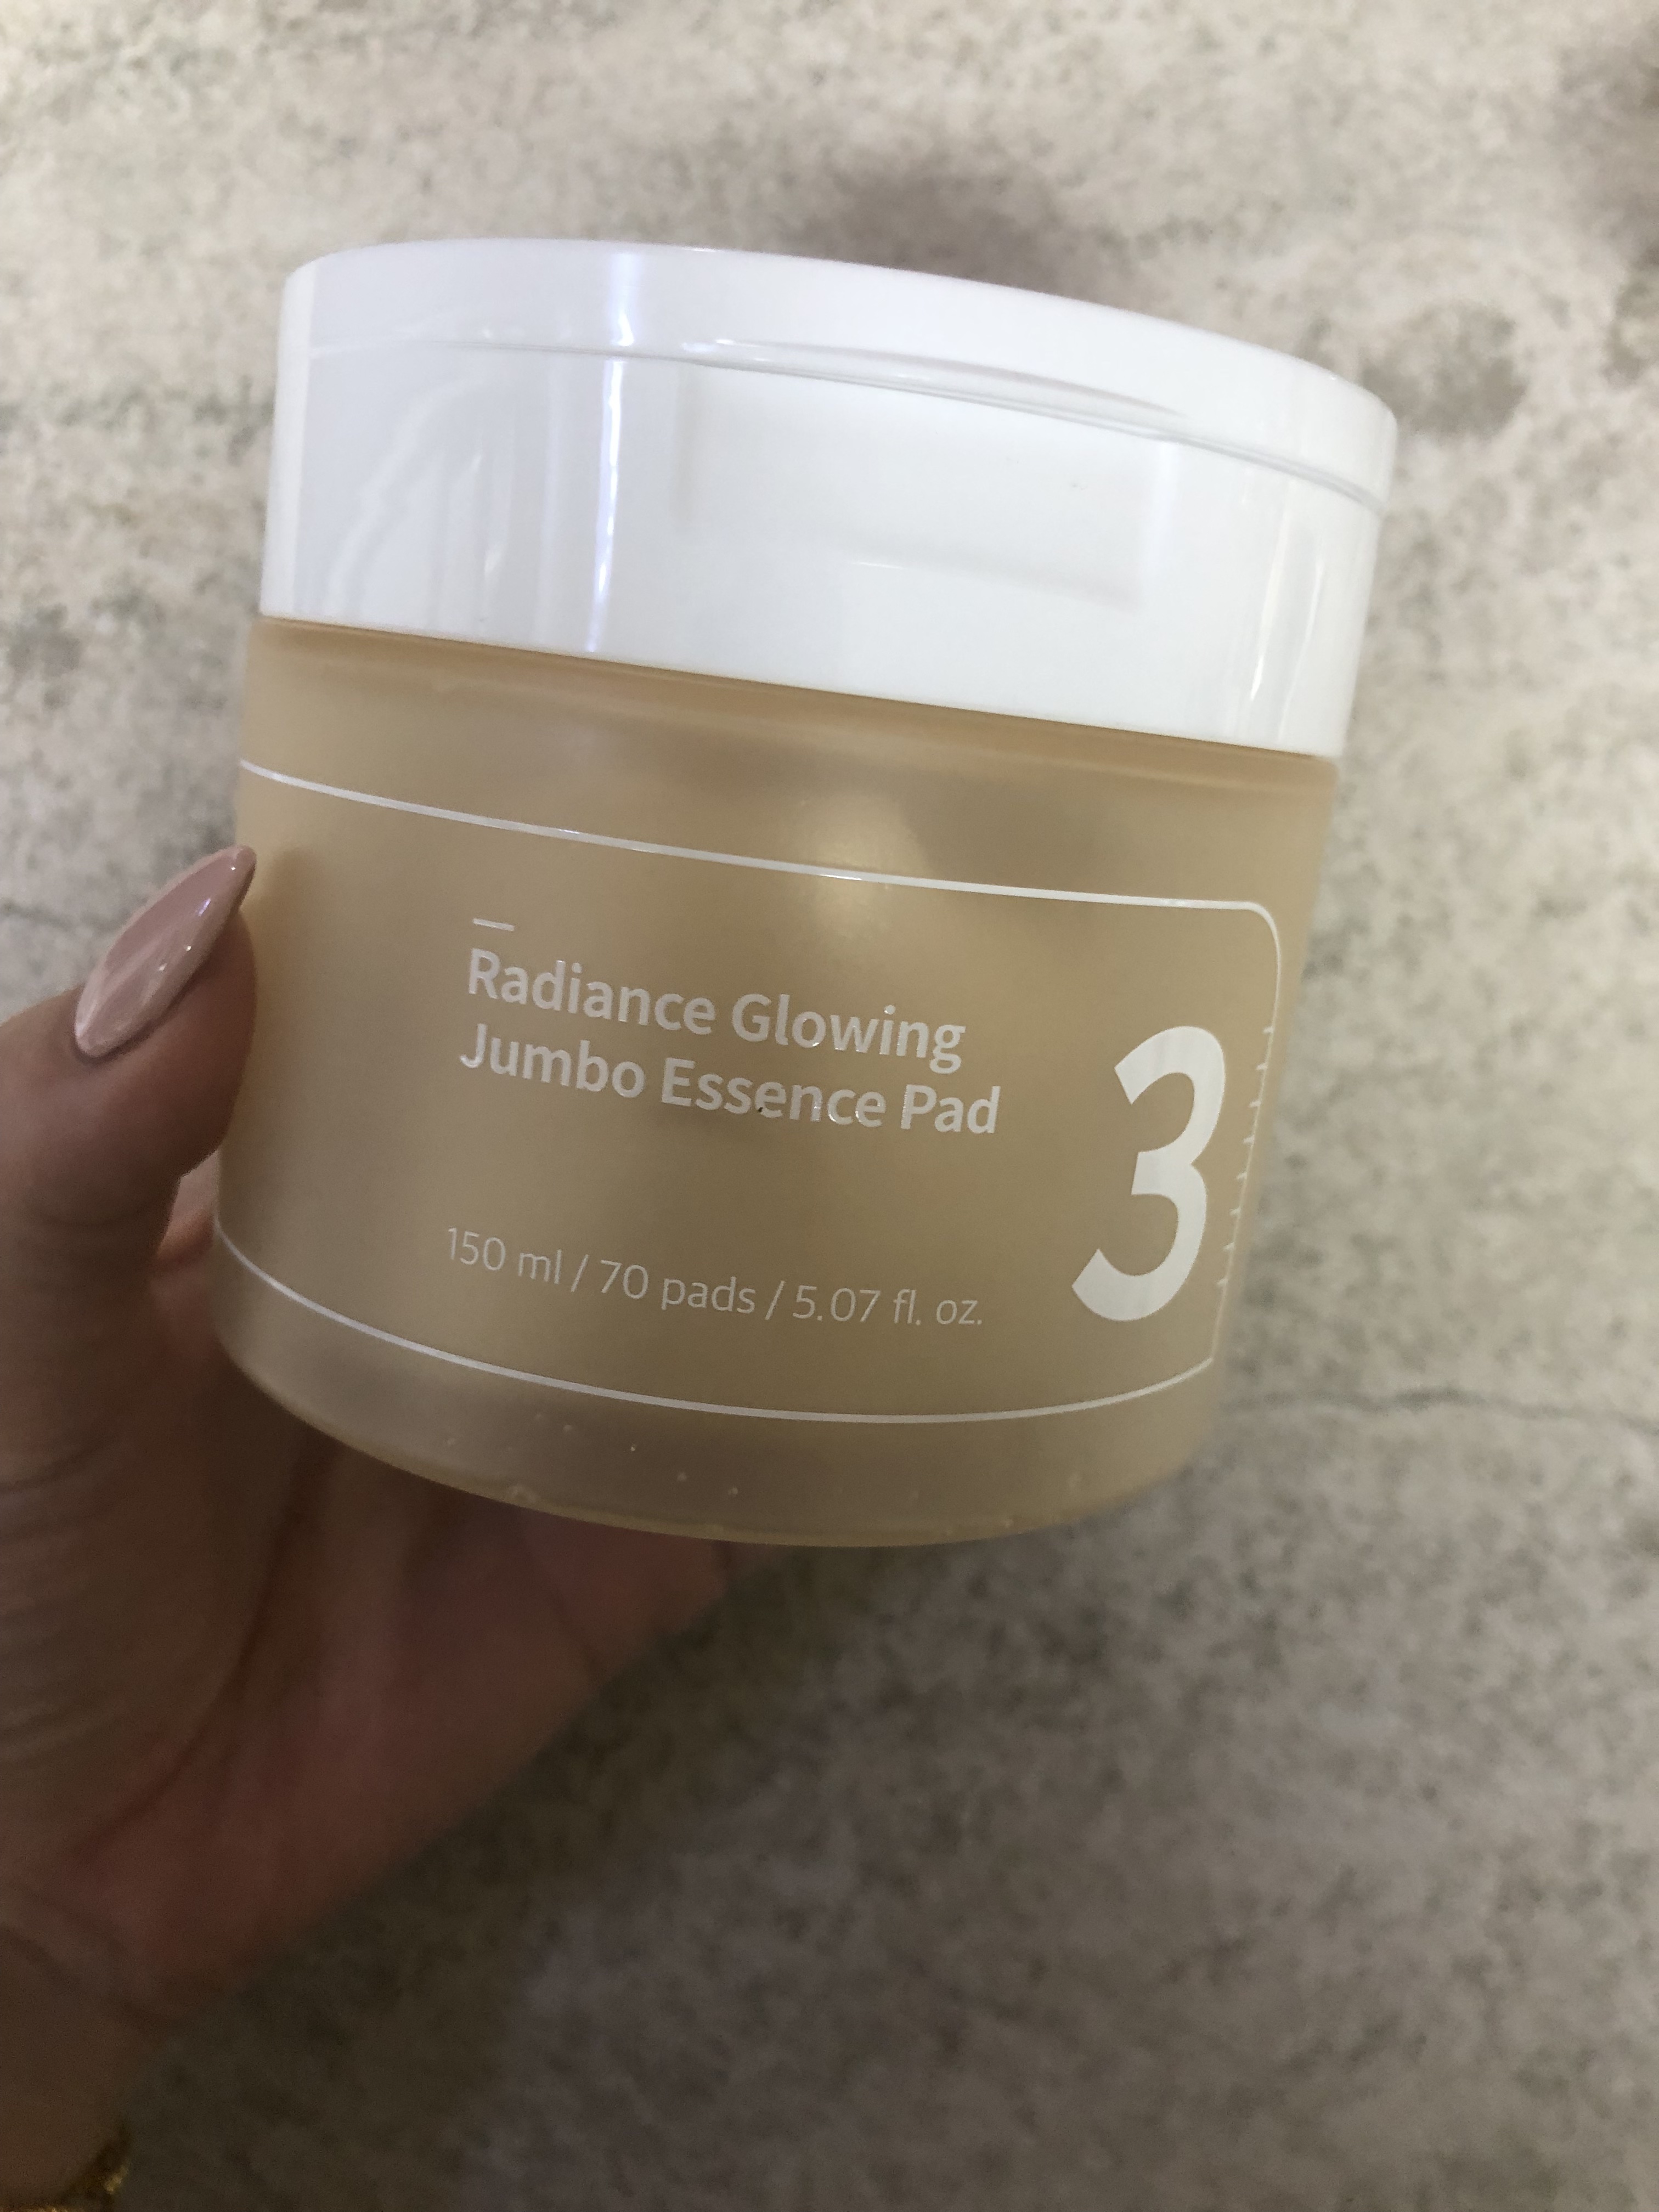 Radiance Glowing
Jumbo Essence Pad
3
150 ml / 70 pads / 5.07 fl. oz.